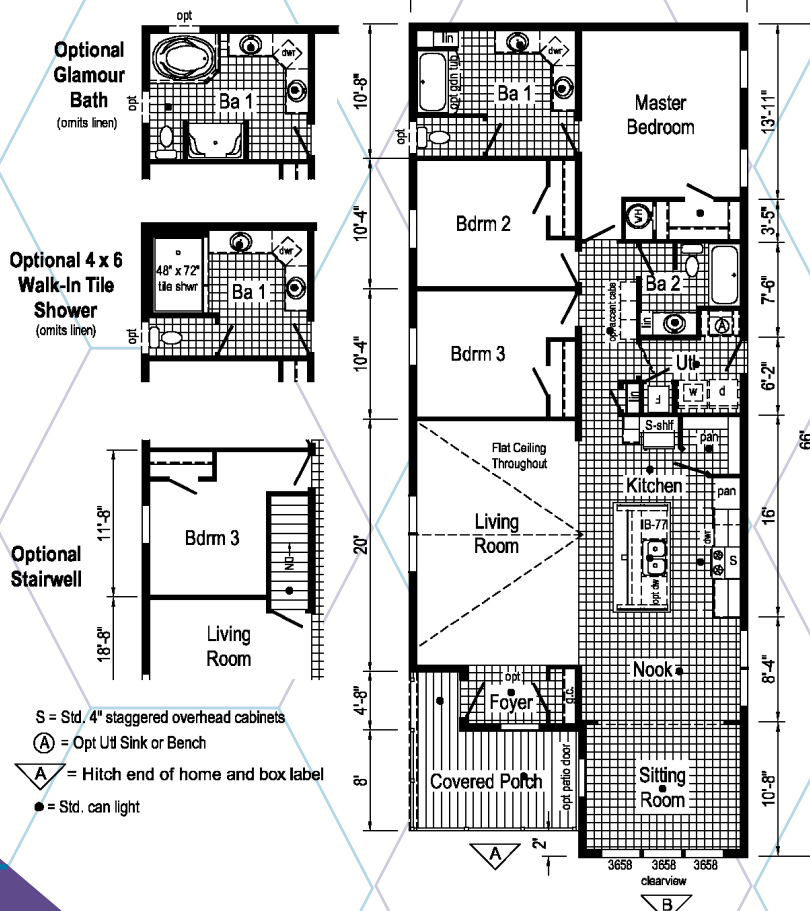 opt
Optional
Glamour
Bath
(omits linen)
opt
dwr
Ba 1
Optional 4 x 6
Walk-In Tile
Shower
(omits linen)
opt
48" x 72"
tile shwr
dwr
Ba 1
Optional
Stairwell
11'-8"
18'-8"
Bdrm 3
DN
Living
Room
S = Std. 4" staggered overhead cabinets
A = Opt Utl Sink or Bench
A = Hitch end of home and box label
= Std. can light
10'-8"
10'-4"
10'-4"
20'
4'-8"
8'
lin
dwr
opt gdn tub
Ba 1
opt
Master
Bedroom
13'-11"
3'-5"
7'-6"
6'-2"
16'
8'-4"
10'-8"
66'
Bdrm 2
WH
Ba 2
opt accent cabs
lin
A
Bdrm 3
Utl
lin
f
w
d
S-shlf
pan
Flat Ceiling
Throughout
Kitchen
pan
Living
Room
IB-77
dwr
S
opt dw
Nook
opt
Foyer
g.c.
Covered Porch
opt patio door
Sitting
Room
2'
A
3658 3658 3658
clearview
B